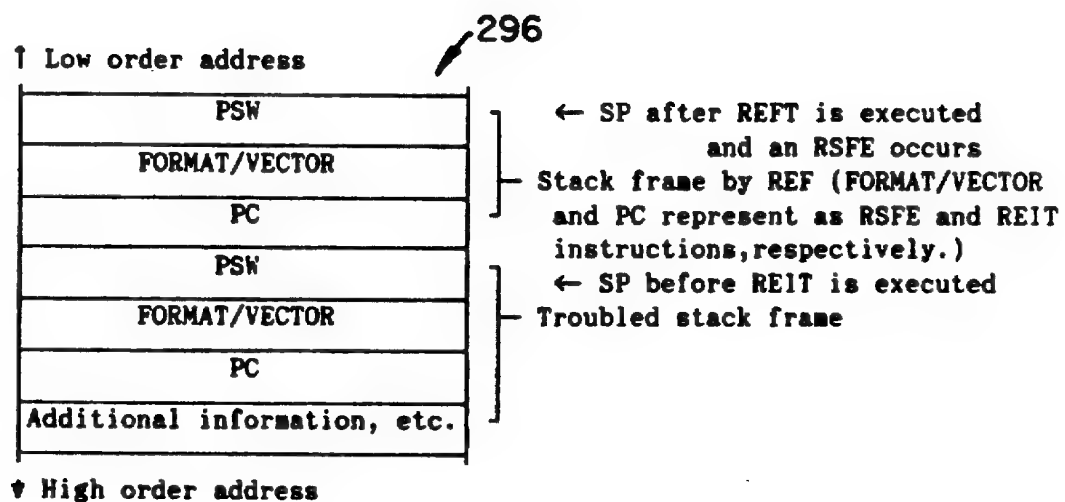 296
↑ Low order address
PSW
← SP after REFT is executed
and an RSFE occurs
FORMAT/VECTOR
Stack frame by REF (FORMAT/VECTOR
PC
and PC represent as RSFE and REIT
instructions,respectively.)
PSW
← SP before REIT is executed
FORMAT/VECTOR
Troubled stack frame
PC
Additional information, etc.
↓ High order address